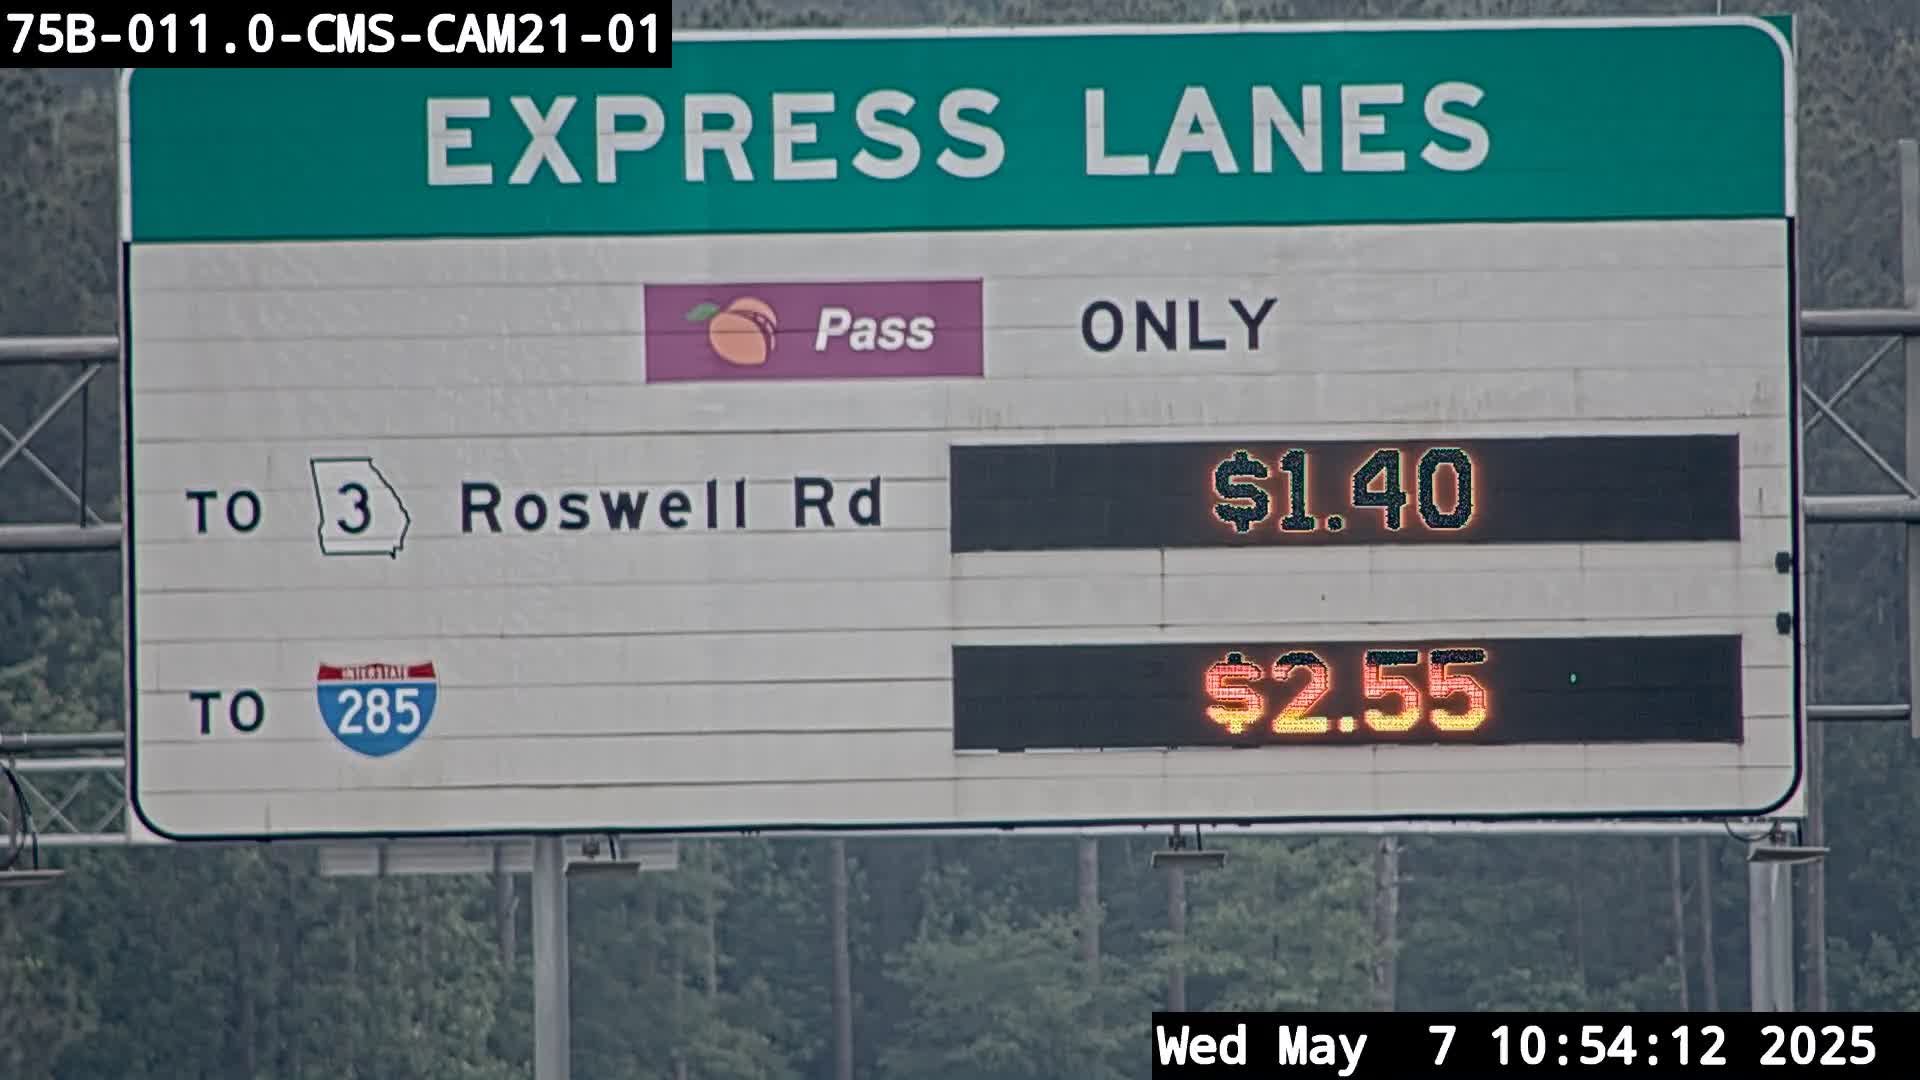 75B-011.0-CMS-CAM21-01
EXPRESS LANES
Pass ONLY
TO 3 Roswell Rd $1.40
INTERSTATE
TO 285 $2.55
Wed May 7 10:54:12 2025